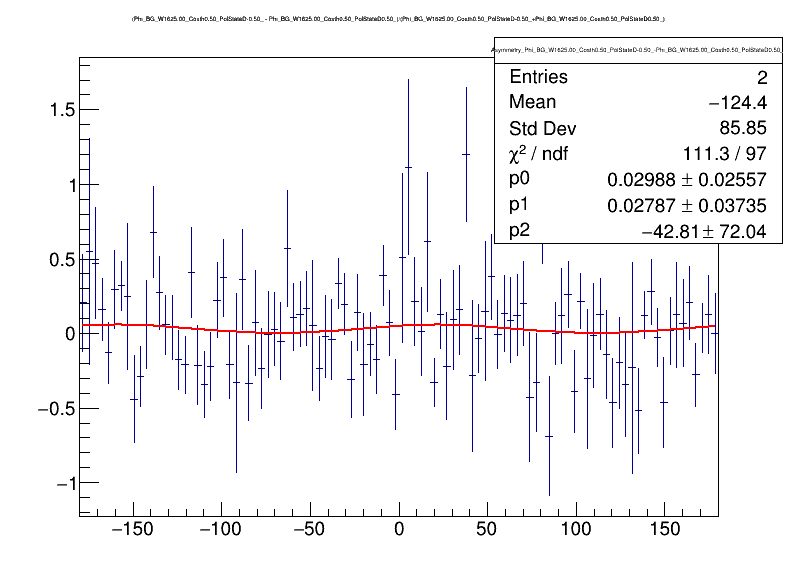 (Phi_BG_W1625.00_Costh0.50_PolStateD-0.50_- Phi_BG_W1625.00_Costh0.50_PolStateD0.50_)/(Phi_BG_W1625.00_Costh0.50_PolStateD-0.50_+Phi_BG_W1625.00_Costh0.50_PolStateD0.50_)
Asymmetry_Phi_BG_W1625.00_Costh0.50_PolStateD-0.50_-Phi_BG_W1625.00_Costh0.50_PolStateD0.50_
Entries 2
Mean −124.4
Std Dev 85.85
χ² / ndf 111.3 / 97
p0 0.02988 ± 0.02557
p1 0.02787 ± 0.03735
p2 −42.81 ± 72.04
1.5
1
0.5
0
−0.5
−1
−150 −100 −50 0 50 100 150